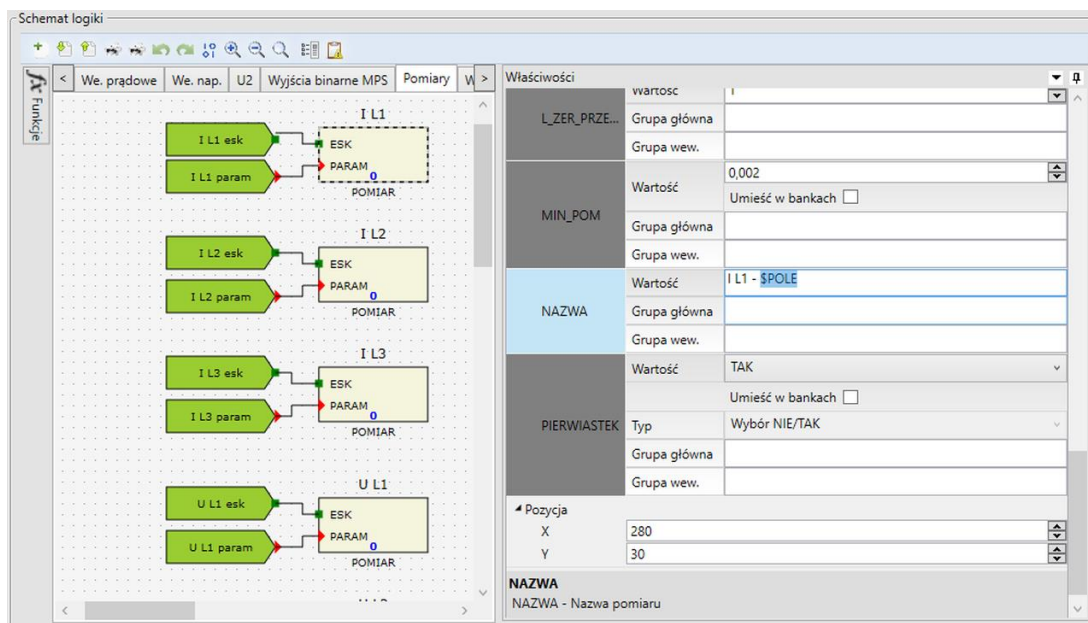 Schemat logiki
fx Funkcje
< We. prądowe We. nap. U2 Wyjścia binarne MPS Pomiary W >
I L1
I L1 esk
ESK
I L1 param
PARAM
0
POMIAR
I L2
I L2 esk
ESK
I L2 param
PARAM
0
POMIAR
I L3
I L3 esk
ESK
I L3 param
PARAM
0
POMIAR
U L1
U L1 esk
ESK
U L1 param
PARAM
0
POMIAR
Właściwości
L_ZER_PRZE...
Wartość
Grupa główna
Grupa wew.
MIN_POM
Wartość
0,002
Umieść w bankach
Grupa główna
Grupa wew.
NAZWA
Wartość
I L1 - $POLE
Grupa główna
Grupa wew.
PIERWIASTEK
Wartość
TAK
Umieść w bankach
Typ
Wybór NIE/TAK
Grupa główna
Grupa wew.
Pozycja
X 280
Y 30
NAZWA
NAZWA - Nazwa pomiaru